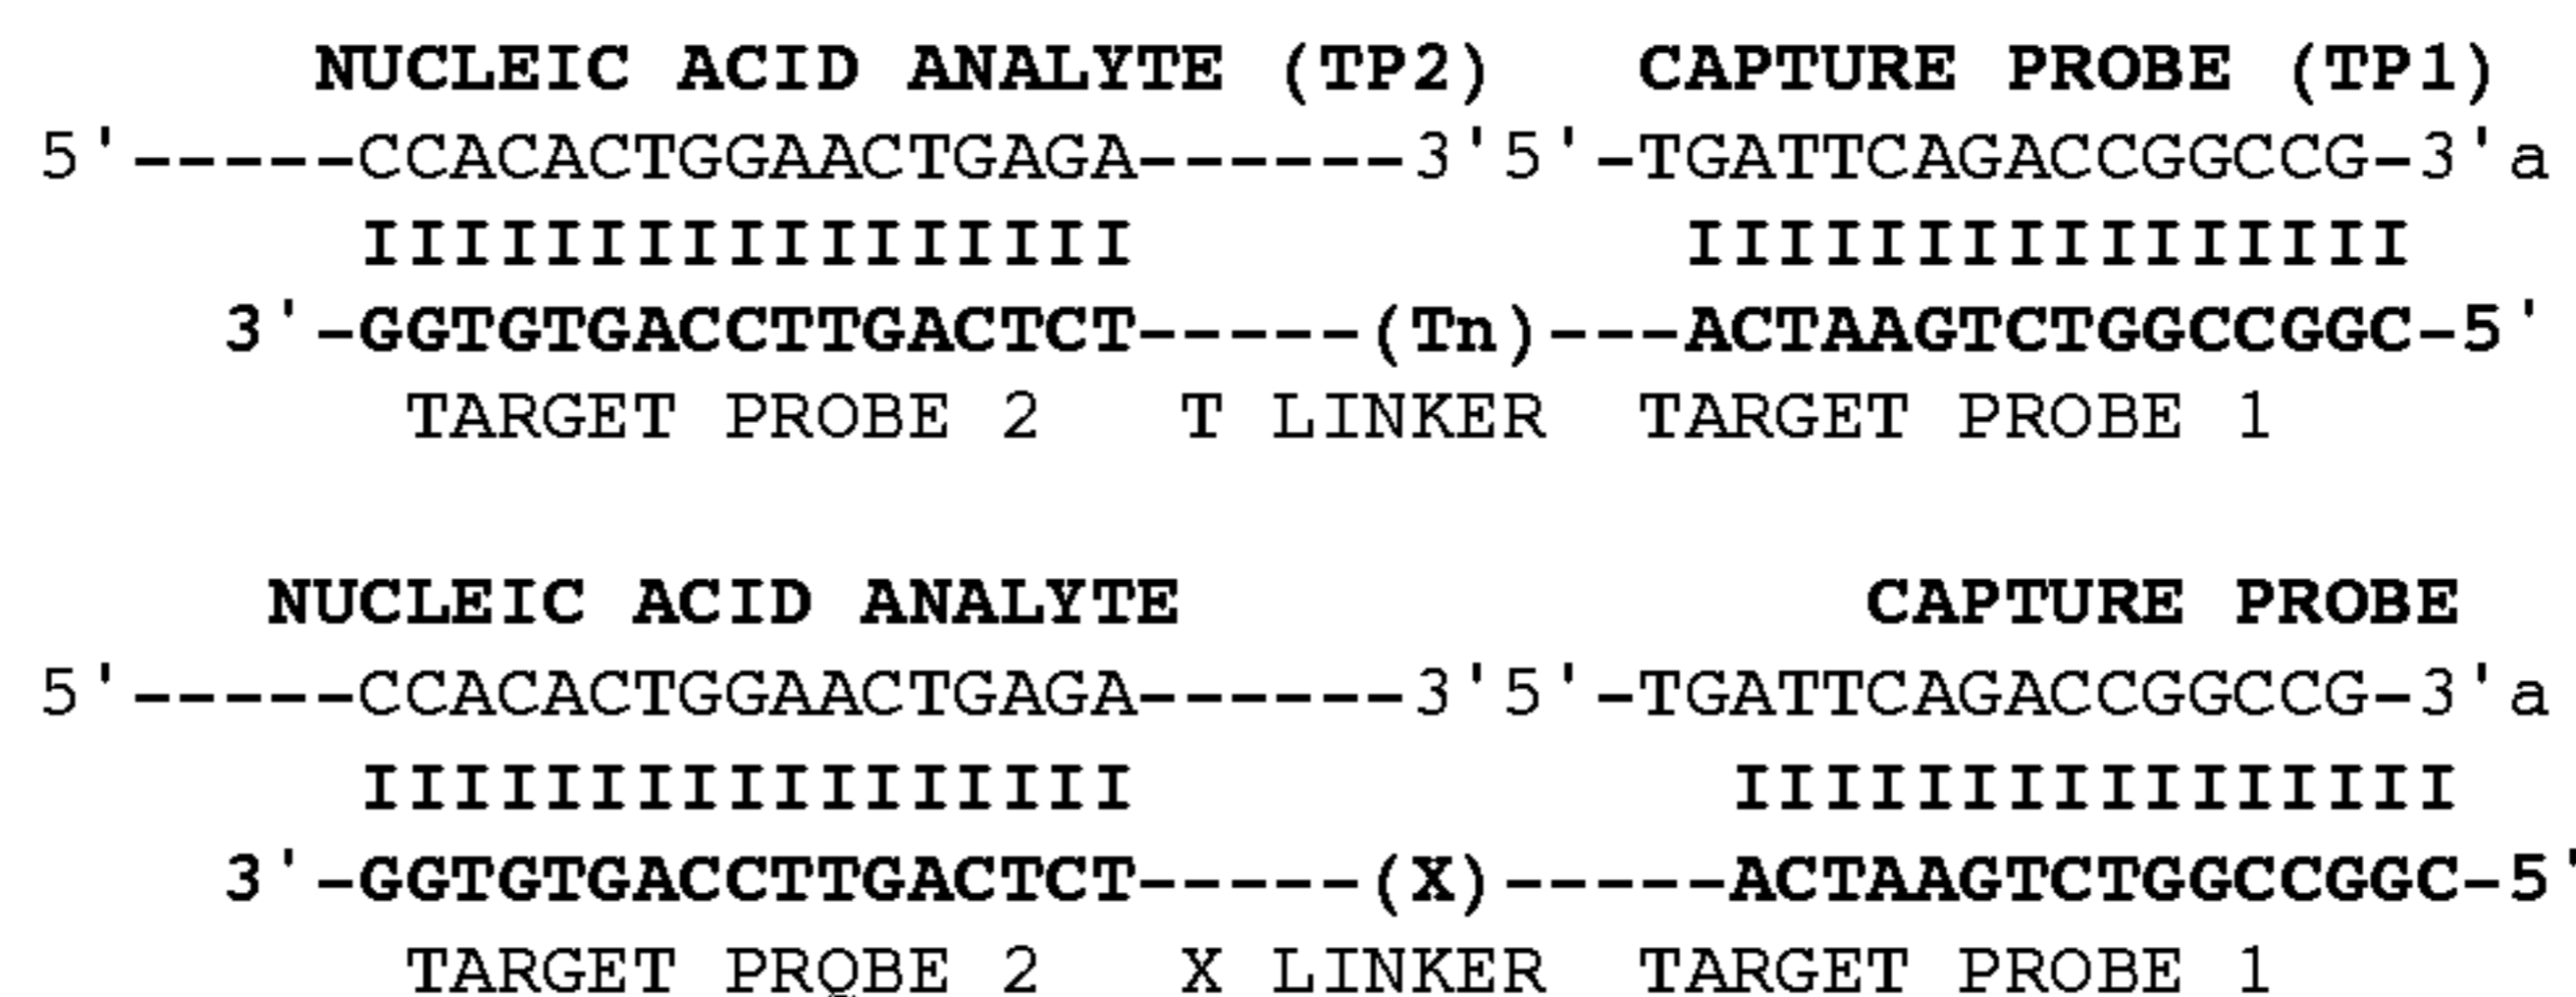 NUCLEIC ACID ANALYTE (TP2) CAPTURE PROBE (TP1)
5'-----CCACACTGGAACTGAGA------3'5'-TGATTCAGACCGGCCG-3'a
IIIIIIIIIIIIIIIII IIIIIIIIIIIIIIII
3'-GGTGTGACCTTGACTCT-----(Tn)---ACTAAGTCTGGCCGGC-5'
TARGET PROBE 2 T LINKER TARGET PROBE 1
NUCLEIC ACID ANALYTE CAPTURE PROBE
5'-----CCACACTGGAACTGAGA------3'5'-TGATTCAGACCGGCCG-3'a
IIIIIIIIIIIIIIIII IIIIIIIIIIIIIIII
3'-GGTGTGACCTTGACTCT-----(X)-----ACTAAGTCTGGCCGGC-5'
TARGET PROBE 2 X LINKER TARGET PROBE 1